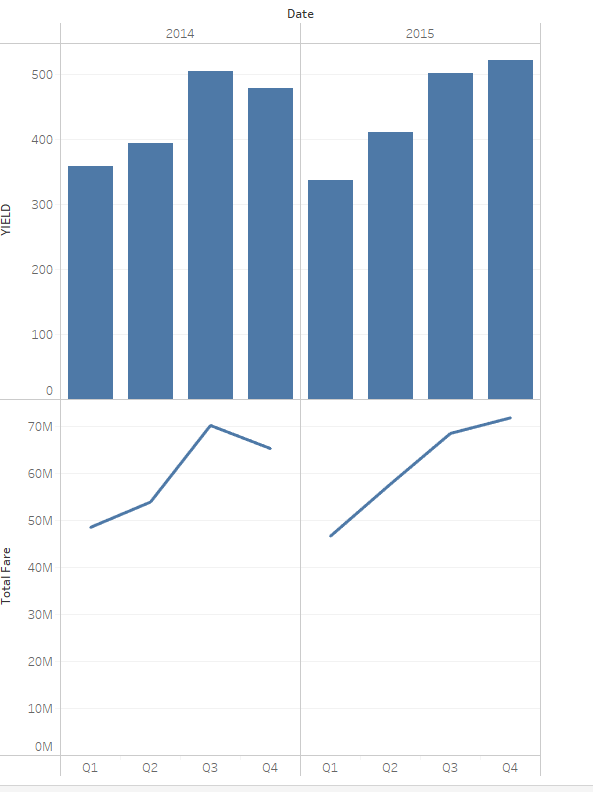 Date
2014
2015
YIELD
500
400
300
200
100
0
Total Fare
70M
60M
50M
40M
30M
20M
10M
0M
Q1 Q2 Q3 Q4 Q1 Q2 Q3 Q4